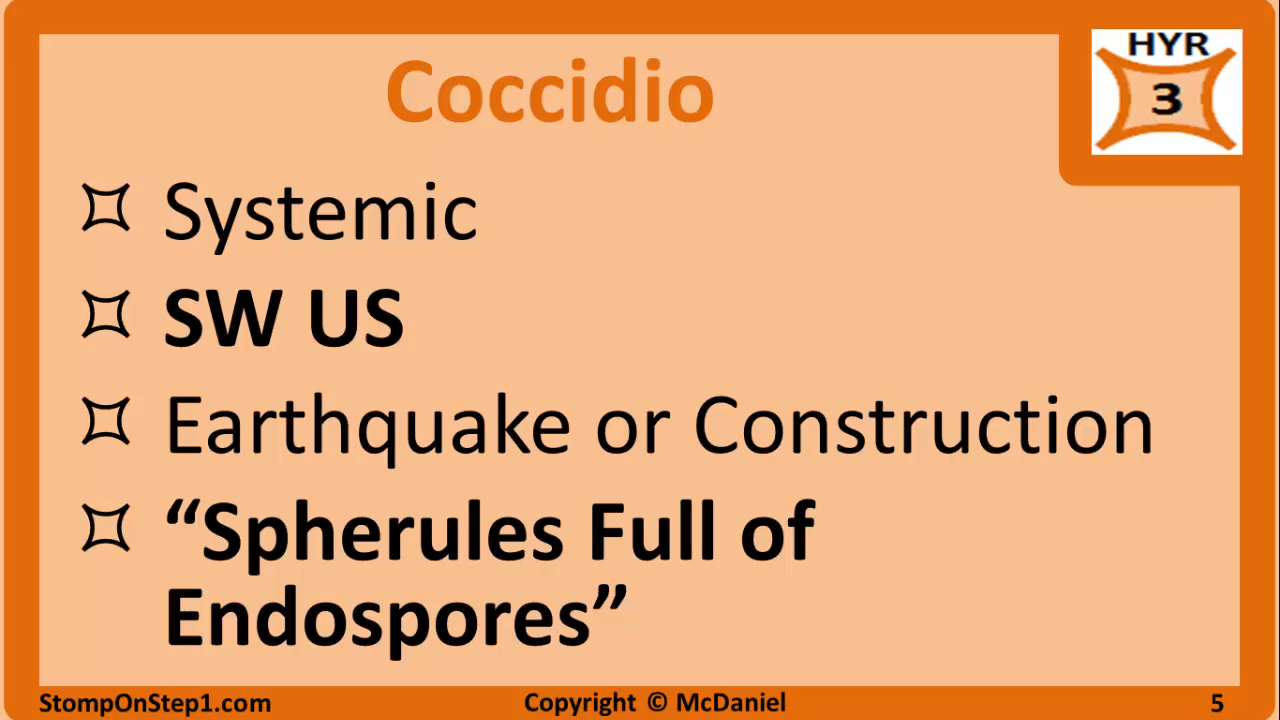 Coccidio
HYR
3
Systemic
SW US
Earthquake or Construction
“Spherules Full of
Endospores”
StompOnStep1.com
Copyright © McDaniel
5